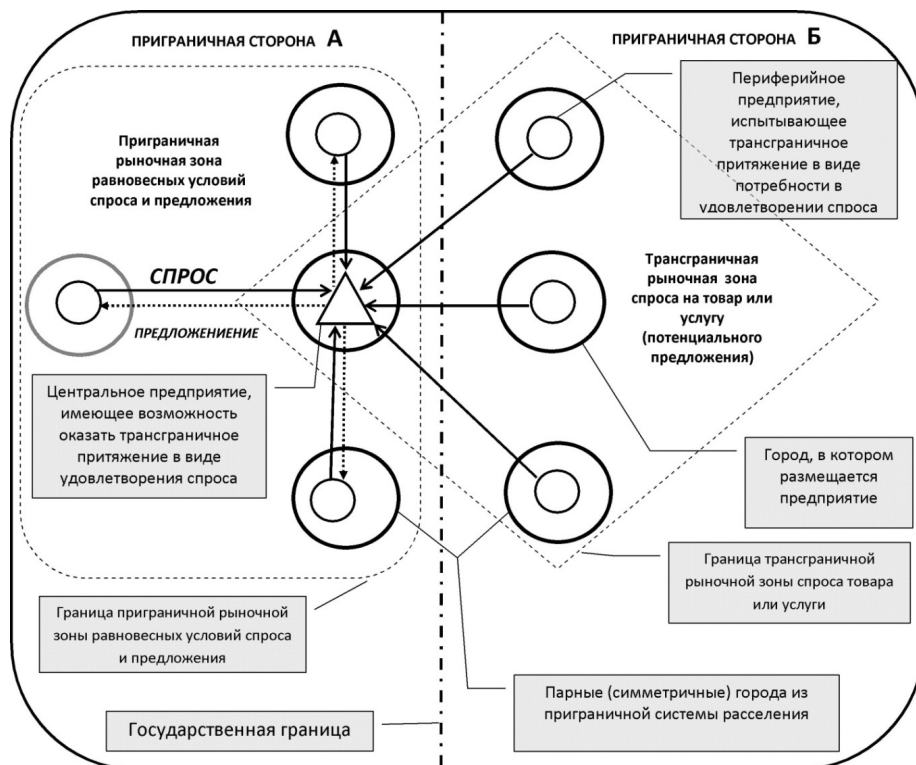 ПРИГРАНИЧНАЯ СТОРОНА А
ПРИГРАНИЧНАЯ СТОРОНА Б
Периферийное
предприятие,
испытывающее
трансграничное
притяжение в виде
потребности в
удовлетворении спроса
Приграничная
рыночная зона
равновесных условий
спроса и предложения
СПРОС
ПРЕДЛОЖЕНИЕНИЕ
Трансграничная
рыночная зона
спроса на товар или
услугу
(потенциального
предложения)
Центральное предприятие,
имеющее возможность
оказать трансграничное
притяжение в виде
удовлетворения спроса
Город, в котором
размещается
предприятие
Граница трансграничной
рыночной зоны спроса товара
или услуги
Граница приграничной рыночной
зоны равновесных условий спроса
и предложения
Парные (симметричные) города из
приграничной системы расселения
Государственная граница